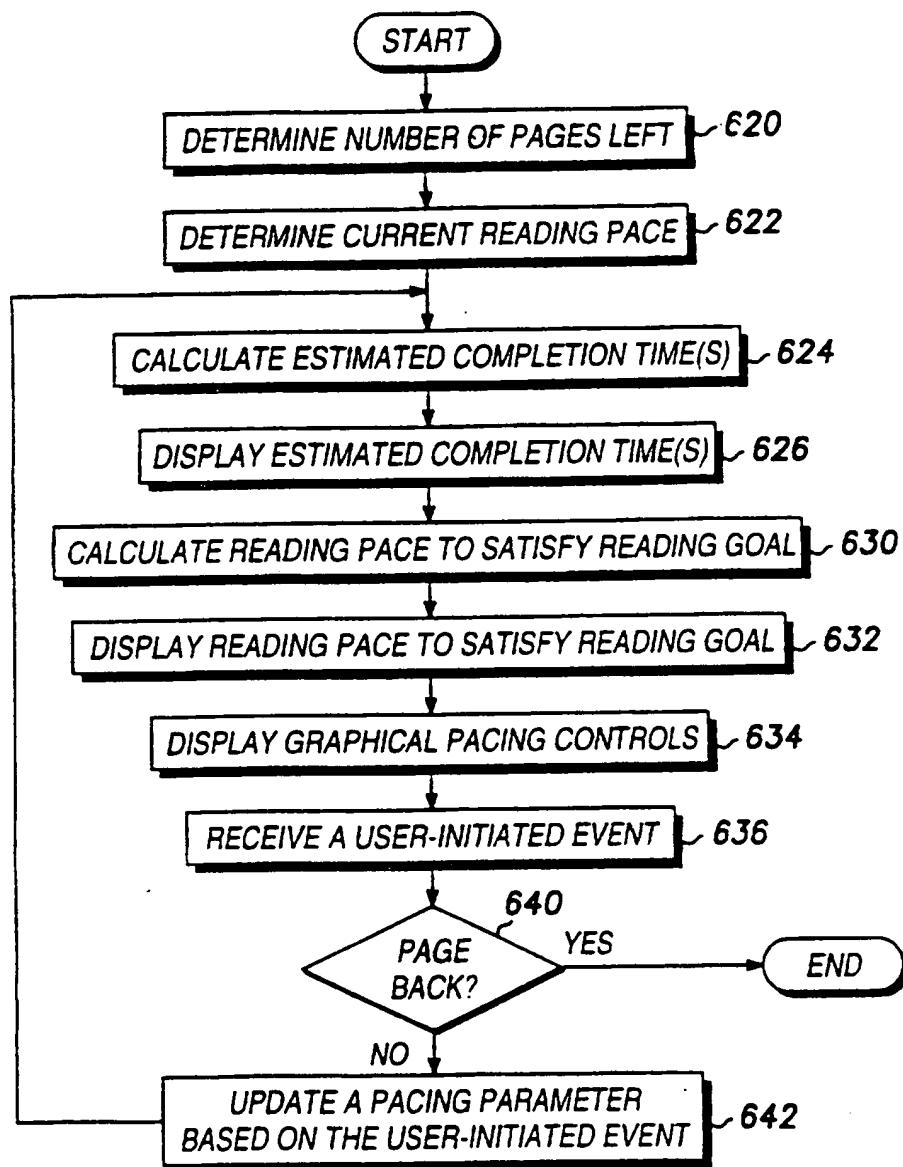 START
DETERMINE NUMBER OF PAGES LEFT 620
DETERMINE CURRENT READING PACE 622
CALCULATE ESTIMATED COMPLETION TIME(S) 624
DISPLAY ESTIMATED COMPLETION TIME(S) 626
CALCULATE READING PACE TO SATISFY READING GOAL 630
DISPLAY READING PACE TO SATISFY READING GOAL 632
DISPLAY GRAPHICAL PACING CONTROLS 634
RECEIVE A USER-INITIATED EVENT 636
640
PAGE
BACK?
YES
END
NO
UPDATE A PACING PARAMETER
BASED ON THE USER-INITIATED EVENT 642